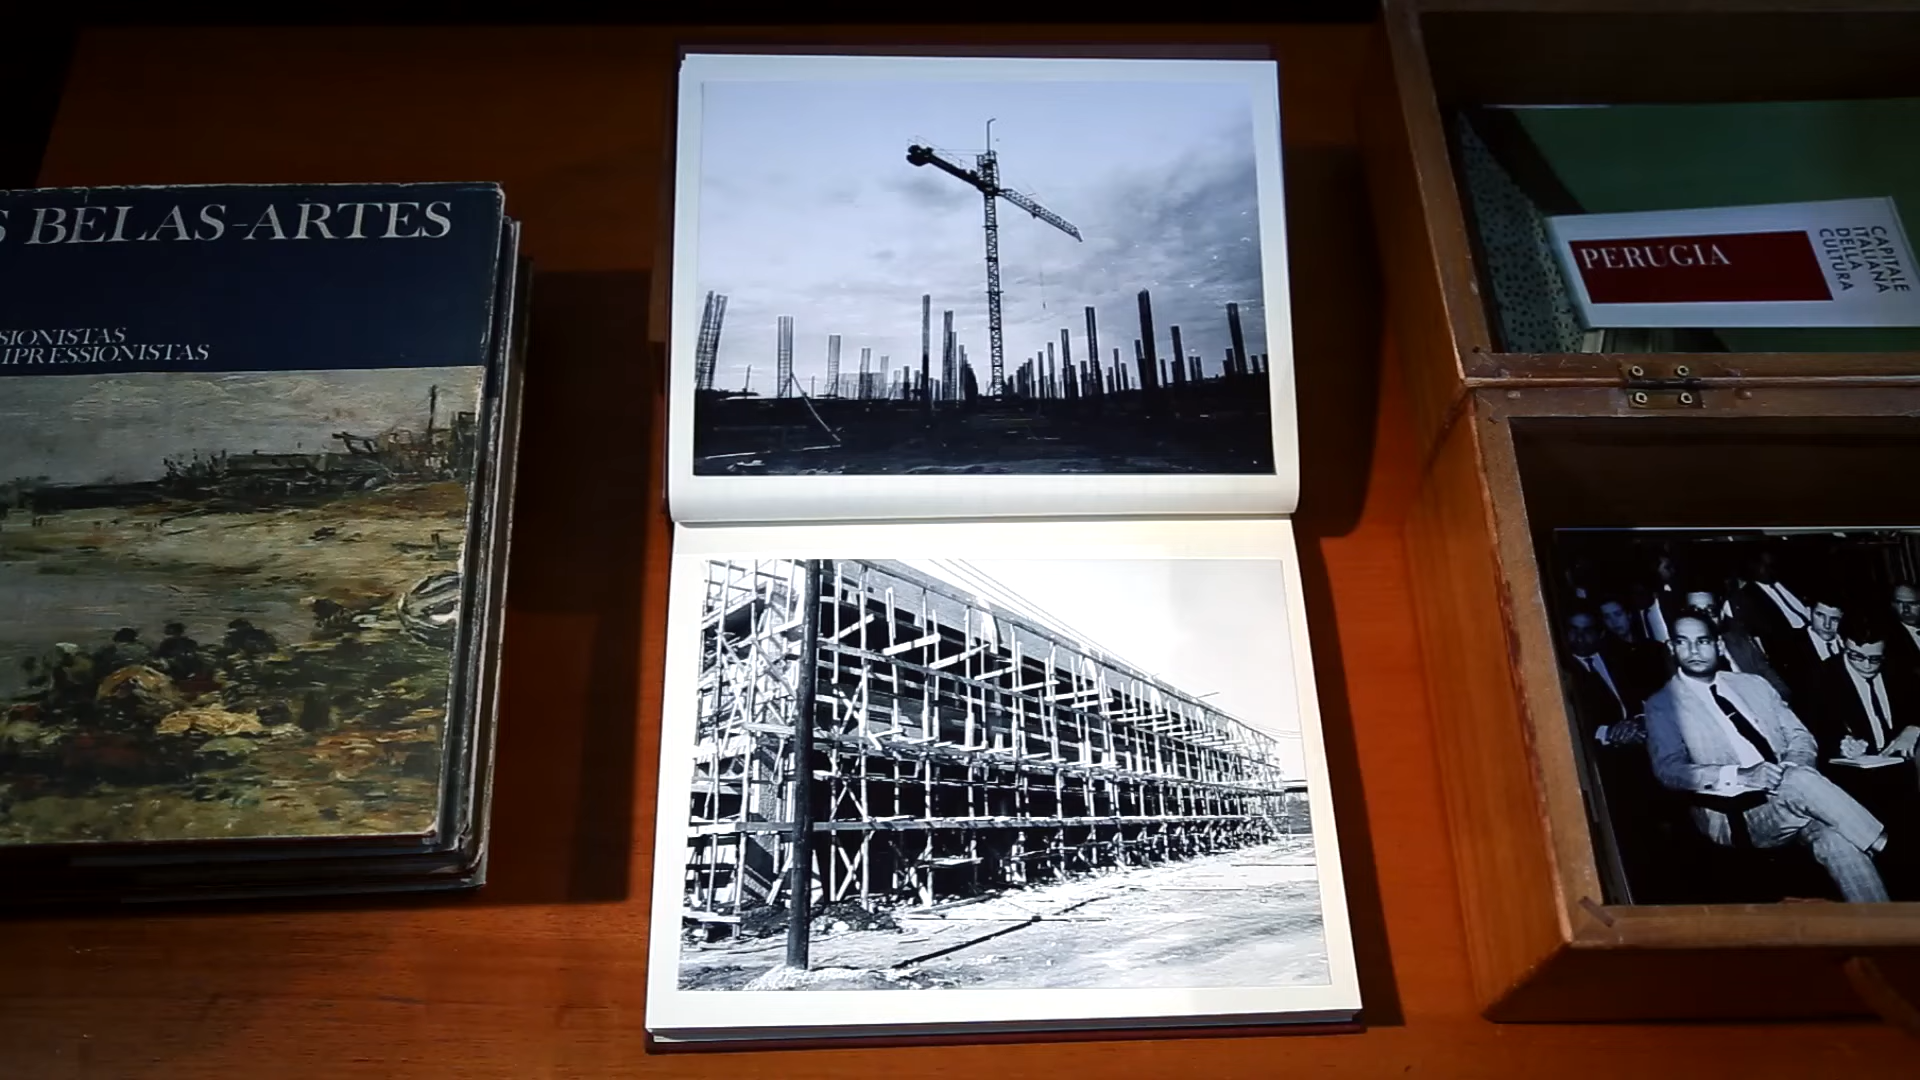 S BELAS-ARTES
SIONISTAS
IPRESSIONISTAS
PERUGIA
CAPITALE
ITALIANA
DELLA
CULTURA